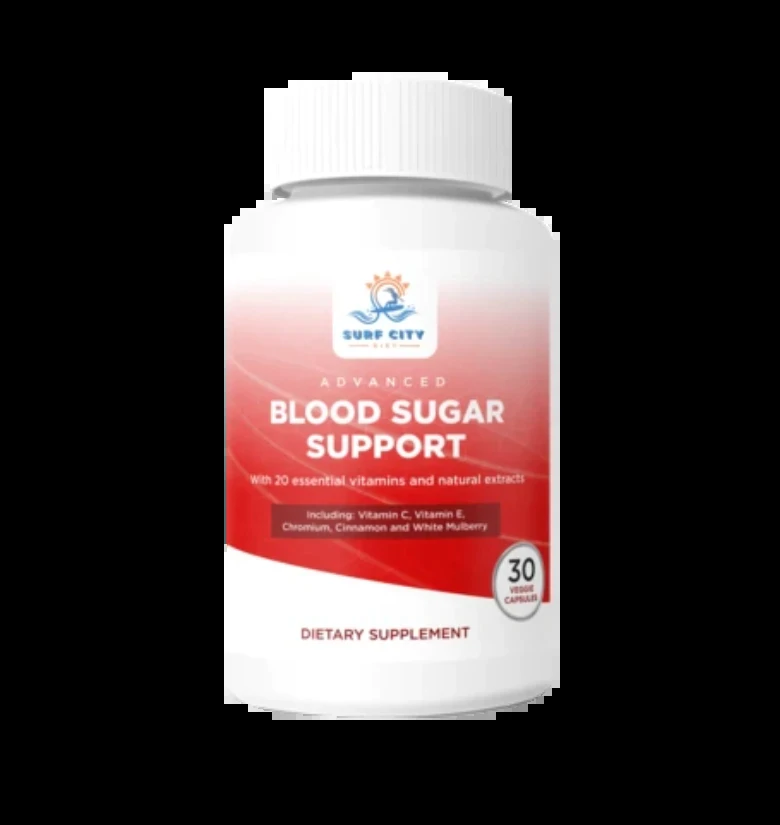 SURF CITY
DIET
ADVANCED
BLOOD SUGAR
SUPPORT
With 20 essential vitamins and natural extracts
Including: Vitamin C, Vitamin E,
Chromium, Cinnamon and White Mulberry
30
VEGGIE
CAPSULES
DIETARY SUPPLEMENT